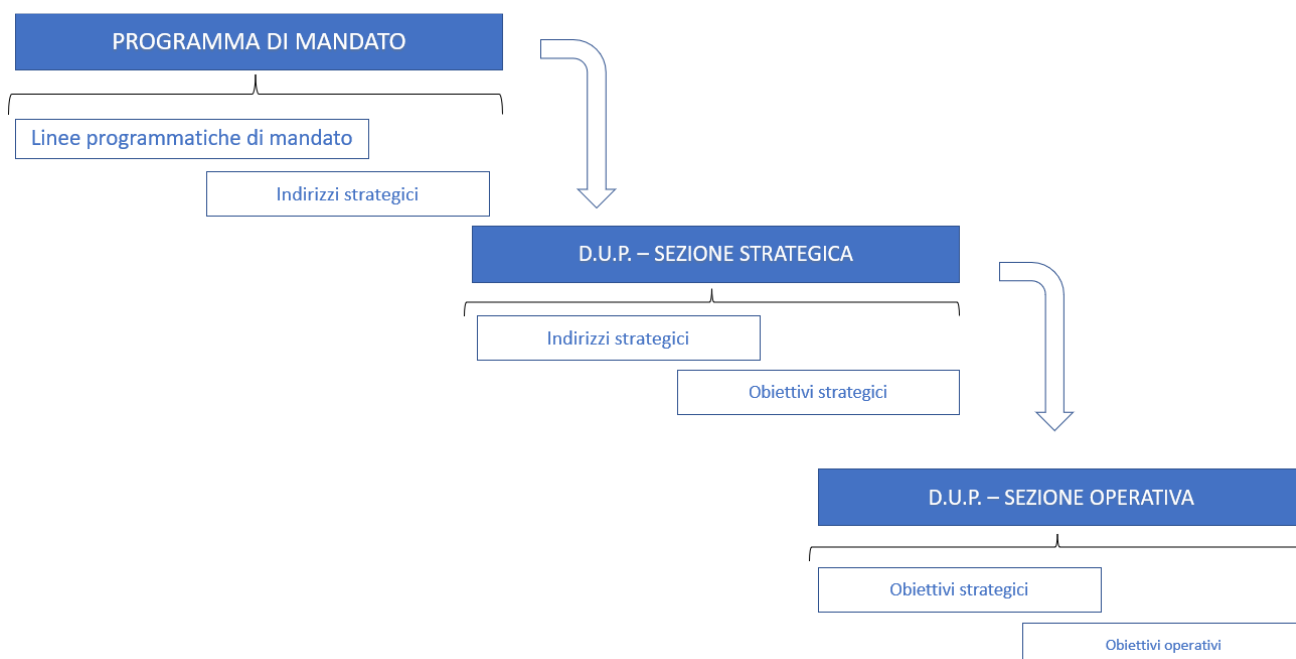 PROGRAMMA DI MANDATO
Linee programmatiche di mandato
Indirizzi strategici
D.U.P. – SEZIONE STRATEGICA
Indirizzi strategici
Obiettivi strategici
D.U.P. – SEZIONE OPERATIVA
Obiettivi strategici
Obiettivi operativi